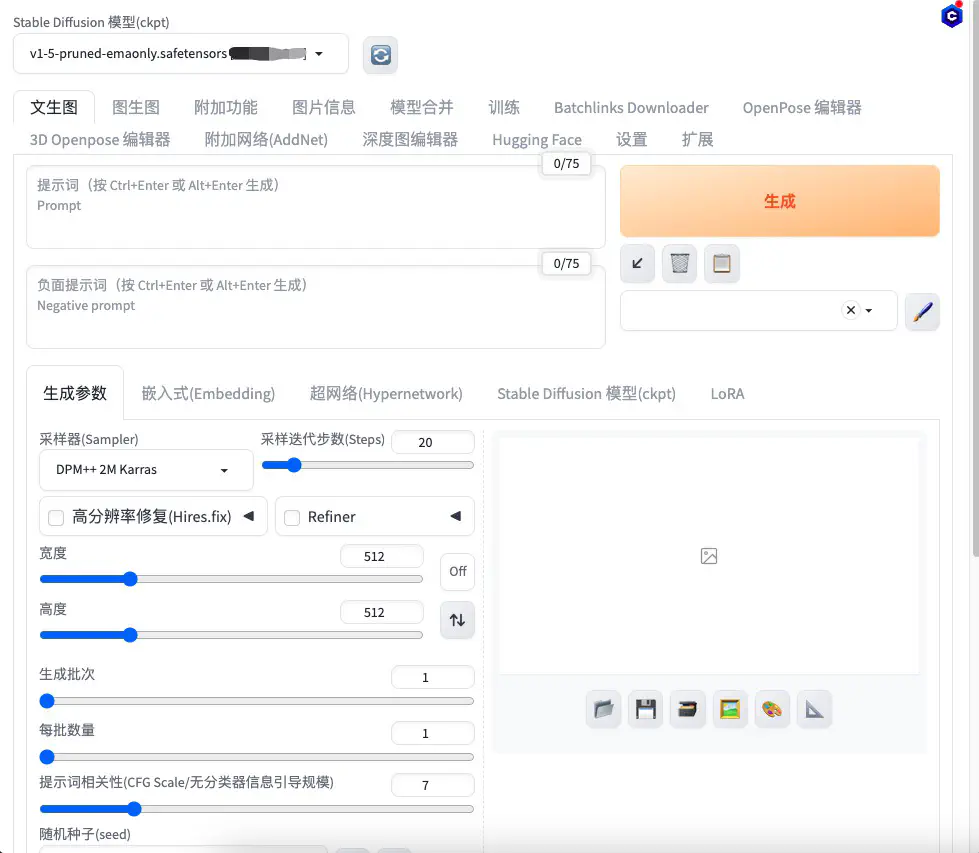 Stable Diffusion 模型(ckpt)
v1-5-pruned-emaonly.safetensors
文生图 图生图 附加功能 图片信息 模型合并 训练 Batchlinks Downloader OpenPose 编辑器
3D Openpose 编辑器 附加网络(AddNet) 深度图编辑器 Hugging Face 设置 扩展
0/75
提示词（按 Ctrl+Enter 或 Alt+Enter 生成）
Prompt
生成
0/75
负面提示词（按 Ctrl+Enter 或 Alt+Enter 生成）
Negative prompt
生成参数 嵌入式(Embedding) 超网络(Hypernetwork) Stable Diffusion 模型(ckpt) LoRA
采样器(Sampler) 采样迭代步数(Steps) 20
DPM++ 2M Karras
高分辨率修复(Hires.fix) Refiner
宽度 512
Off
高度 512
生成批次 1
每批数量 1
提示词相关性(CFG Scale/无分类器信息引导规模) 7
随机种子(seed)